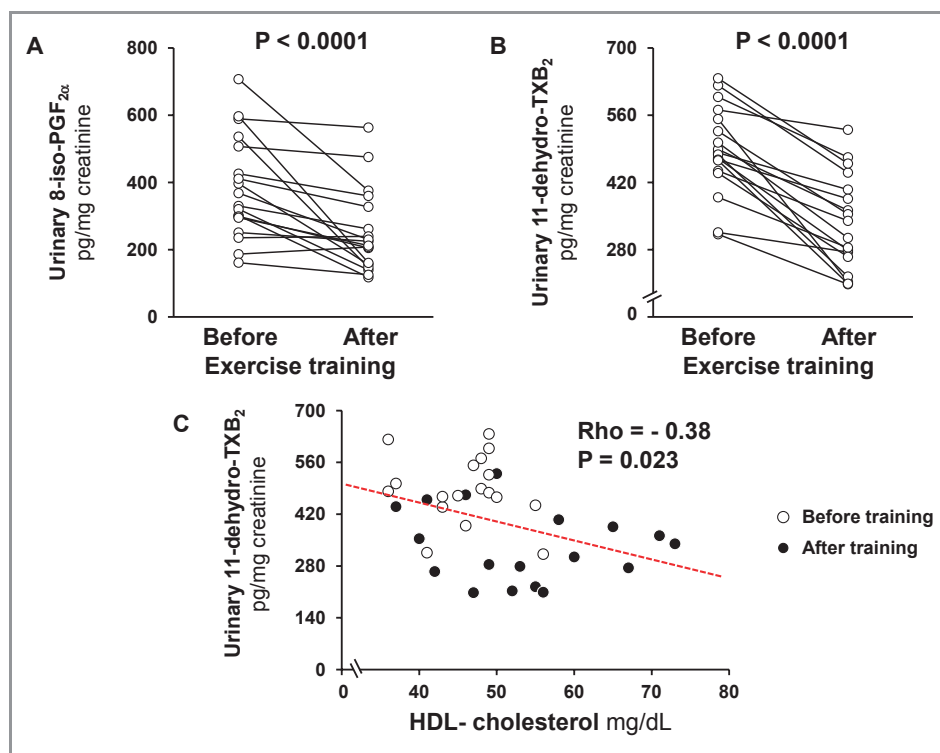 A
P < 0.0001
Urinary 8-iso-PGF2α
pg/mg creatinine
800
600
400
200
0
Before
After
Exercise training
B
P < 0.0001
Urinary 11-dehydro-TXB2
pg/mg creatinine
700
560
420
280
0
Before
After
Exercise training
C
Urinary 11-dehydro-TXB2
pg/mg creatinine
700
560
420
280
140
0
Rho = - 0.38
P = 0.023
Before training
After training
0 40 50 60 70 80
HDL- cholesterol mg/dL